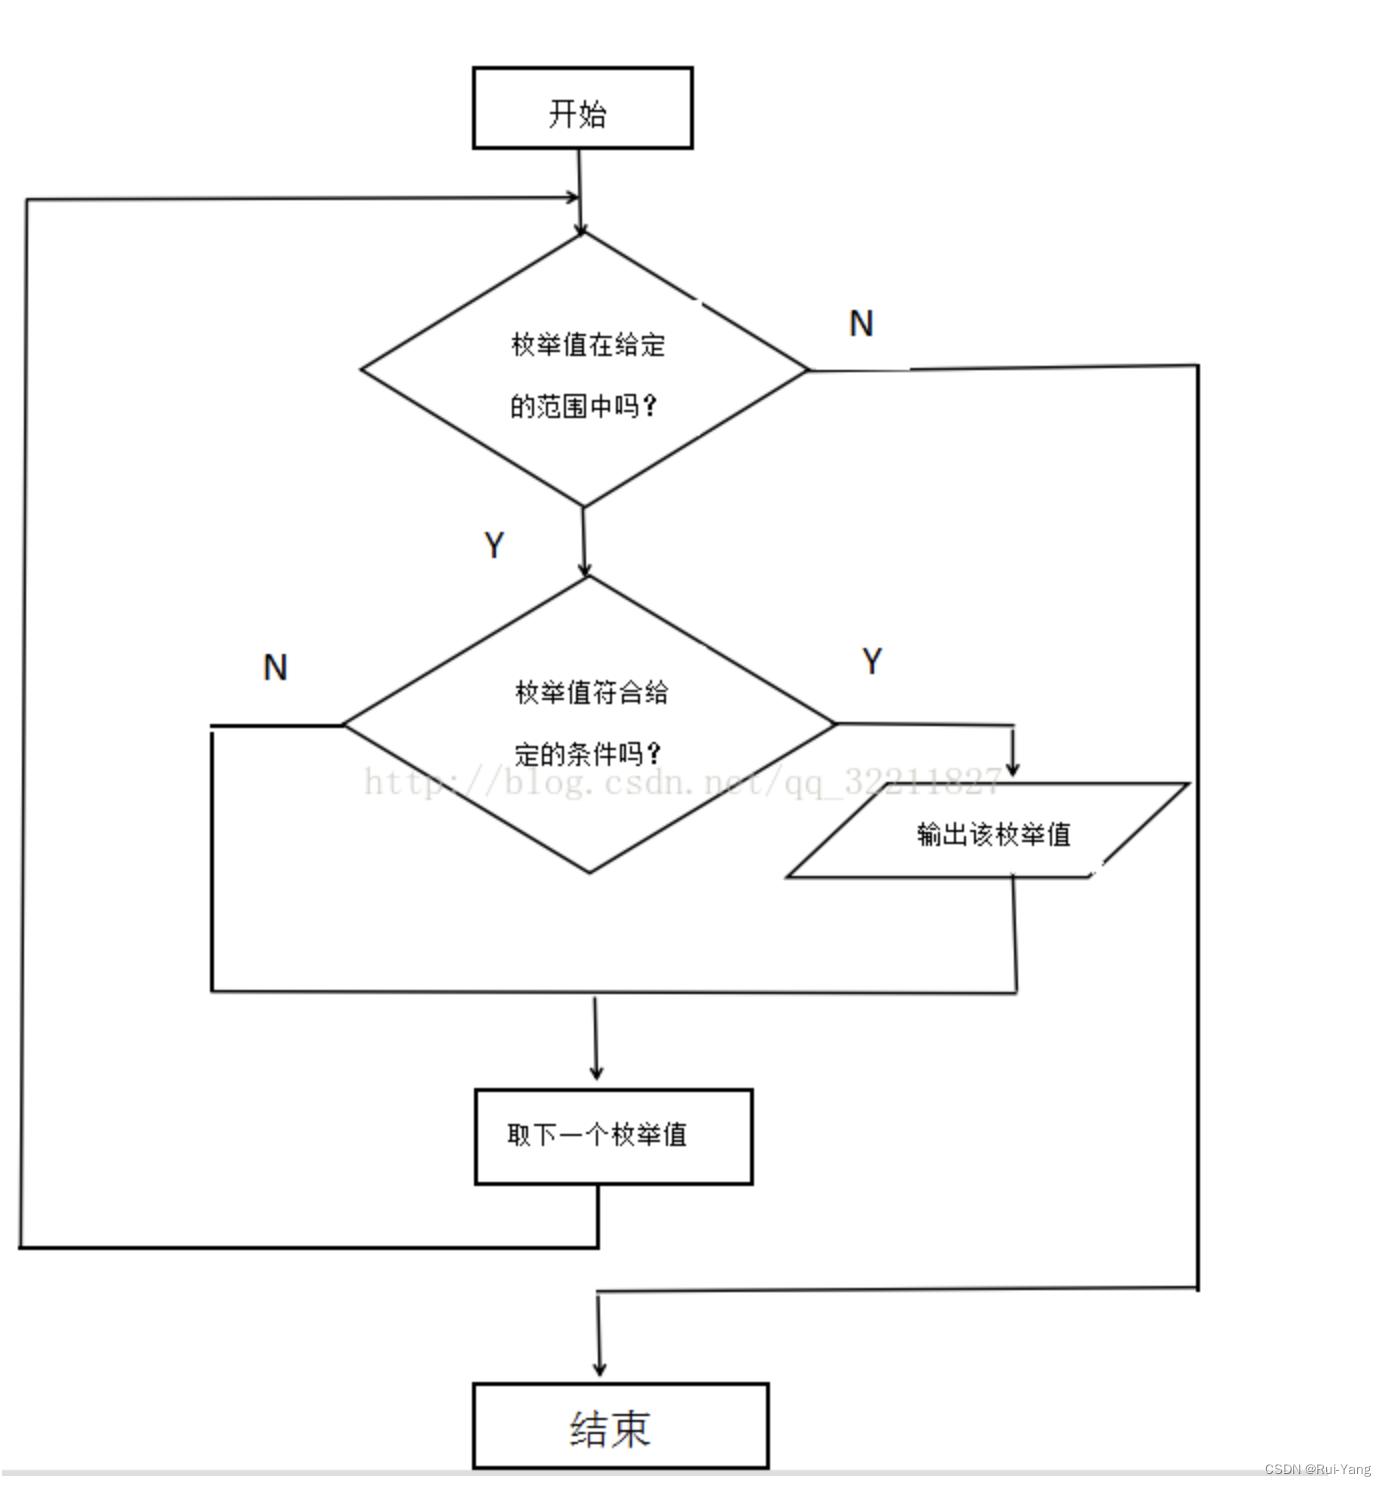 开始
N
枚举值在给定
的范围中吗？
Y
N
Y
枚举值符合给
定的条件吗？
http://blog.csdn.net/qq_32211827
输出该枚举值
取下一个枚举值
结束
CSDN @Rui-Yang